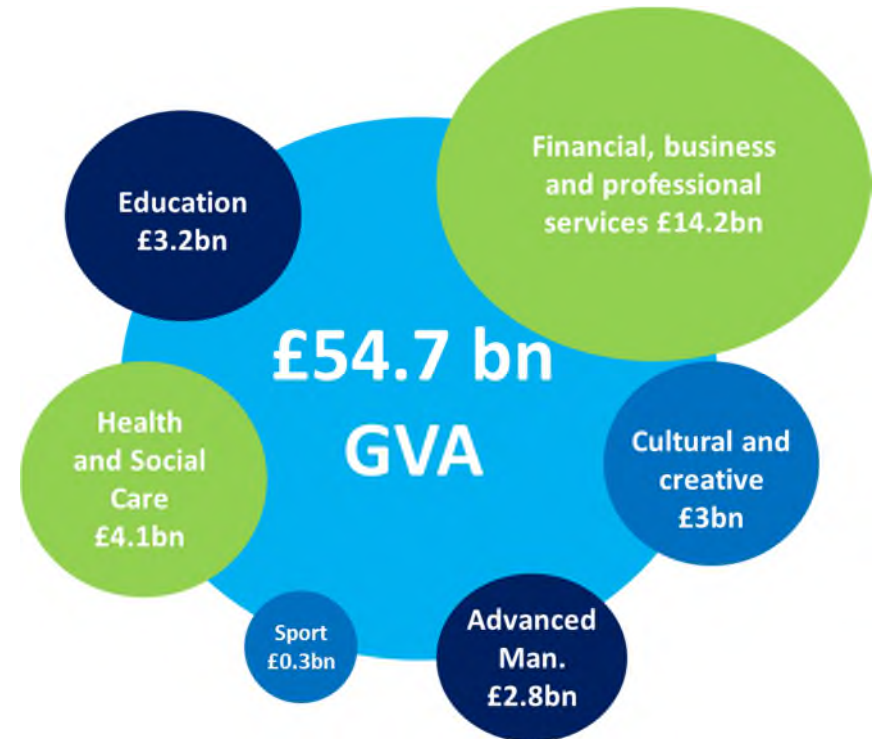 Financial, business
and professional
services £14.2bn
Education
£3.2bn
£54.7 bn
GVA
Health
and Social
Care
£4.1bn
Cultural and
creative
£3bn
Sport
£0.3bn
Advanced
Man.
£2.8bn